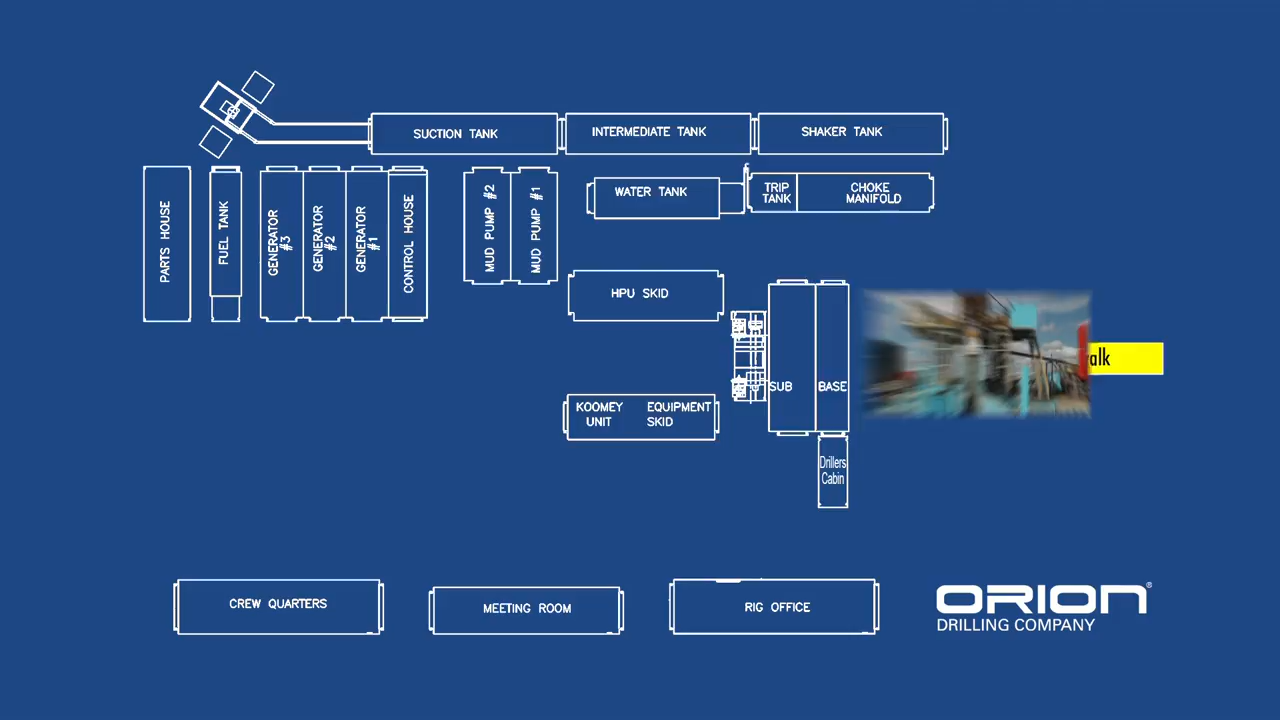 SUCTION TANK
INTERMEDIATE TANK
SHAKER TANK
PARTS HOUSE
FUEL TANK
GENERATOR
#3
GENERATOR
#2
GENERATOR
#1
CONTROL HOUSE
MUD PUMP #2
MUD PUMP #1
WATER TANK
TRIP
TANK
CHOKE
MANIFOLD
HPU SKID
SUB BASE
KOOMEY
UNIT
EQUIPMENT
SKID
Drillers
Cabin
CREW QUARTERS
MEETING ROOM
RIG OFFICE
ORION®
DRILLING COMPANY